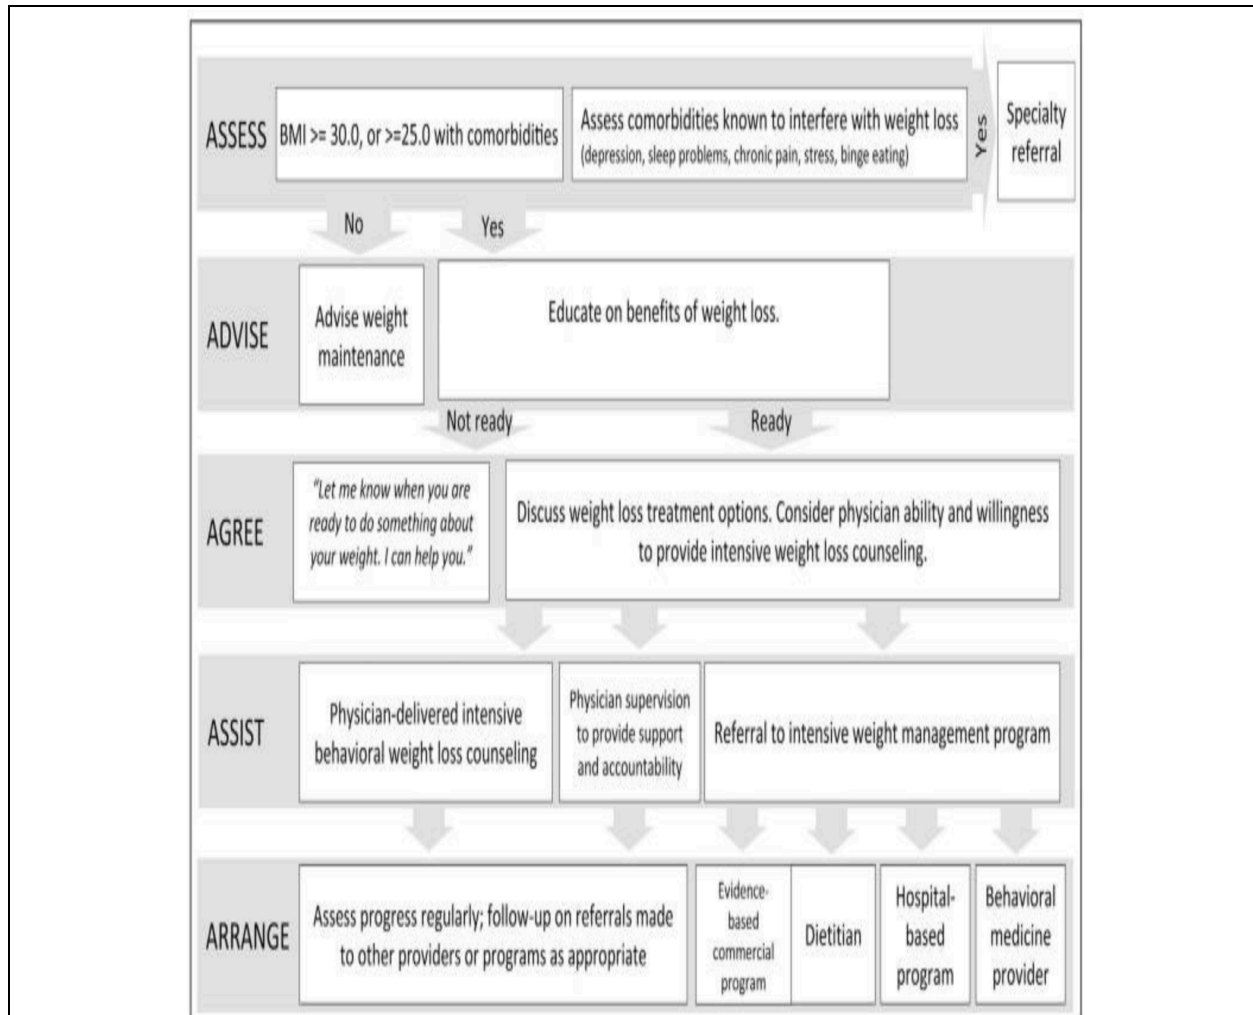 ASSESS
BMI >= 30.0, or >=25.0 with comorbidities
Assess comorbidities known to interfere with weight loss
(depression, sleep problems, chronic pain, stress, binge eating)
Yes
Specialty
referral
No
Yes
ADVISE
Advise weight
maintenance
Educate on benefits of weight loss.
Not ready
Ready
AGREE
"Let me know when you are
ready to do something about
your weight. I can help you."
Discuss weight loss treatment options. Consider physician ability and willingness
to provide intensive weight loss counseling.
ASSIST
Physician-delivered intensive
behavioral weight loss counseling
Physician supervision
to provide support
and accountability
Referral to intensive weight management program
ARRANGE
Assess progress regularly; follow-up on referrals made
to other providers or programs as appropriate
Evidence-
based
commercial
program
Dietitian
Hospital-
based
program
Behavioral
medicine
provider